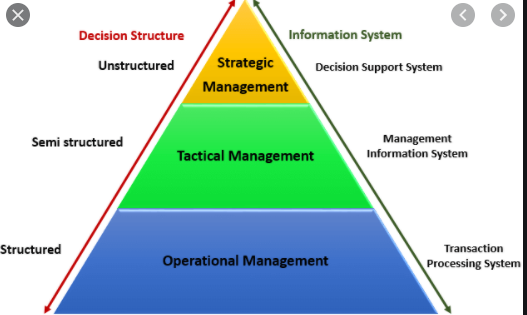 Decision Structure
Information System
Unstructured
Strategic
Management
Decision Support System
Semi structured
Tactical Management
Management
Information System
Structured
Operational Management
Transaction
Processing System